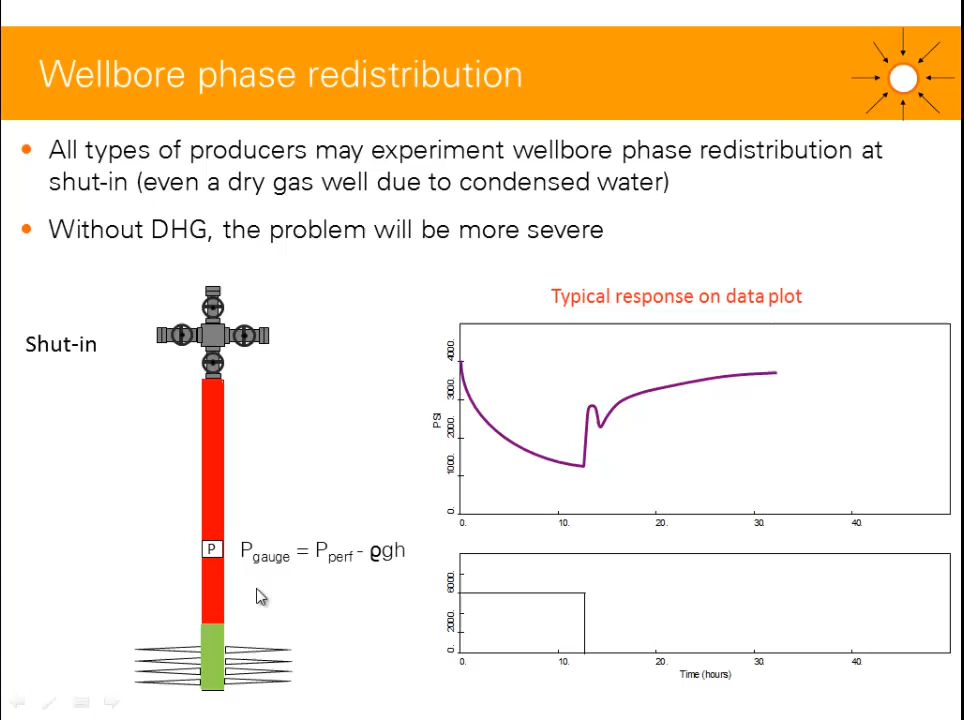 Wellbore phase redistribution
• All types of producers may experiment wellbore phase redistribution at
shut-in (even a dry gas well due to condensed water)
• Without DHG, the problem will be more severe
Typical response on data plot
Shut-in
P
P_gauge = P_perf - ϱgh
PSI
4000.
3000.
2000.
1000.
0.
0. 10. 20. 30. 40.
6000.
2000.
0.
0. 10. 20. 30. 40.
Time (hours)